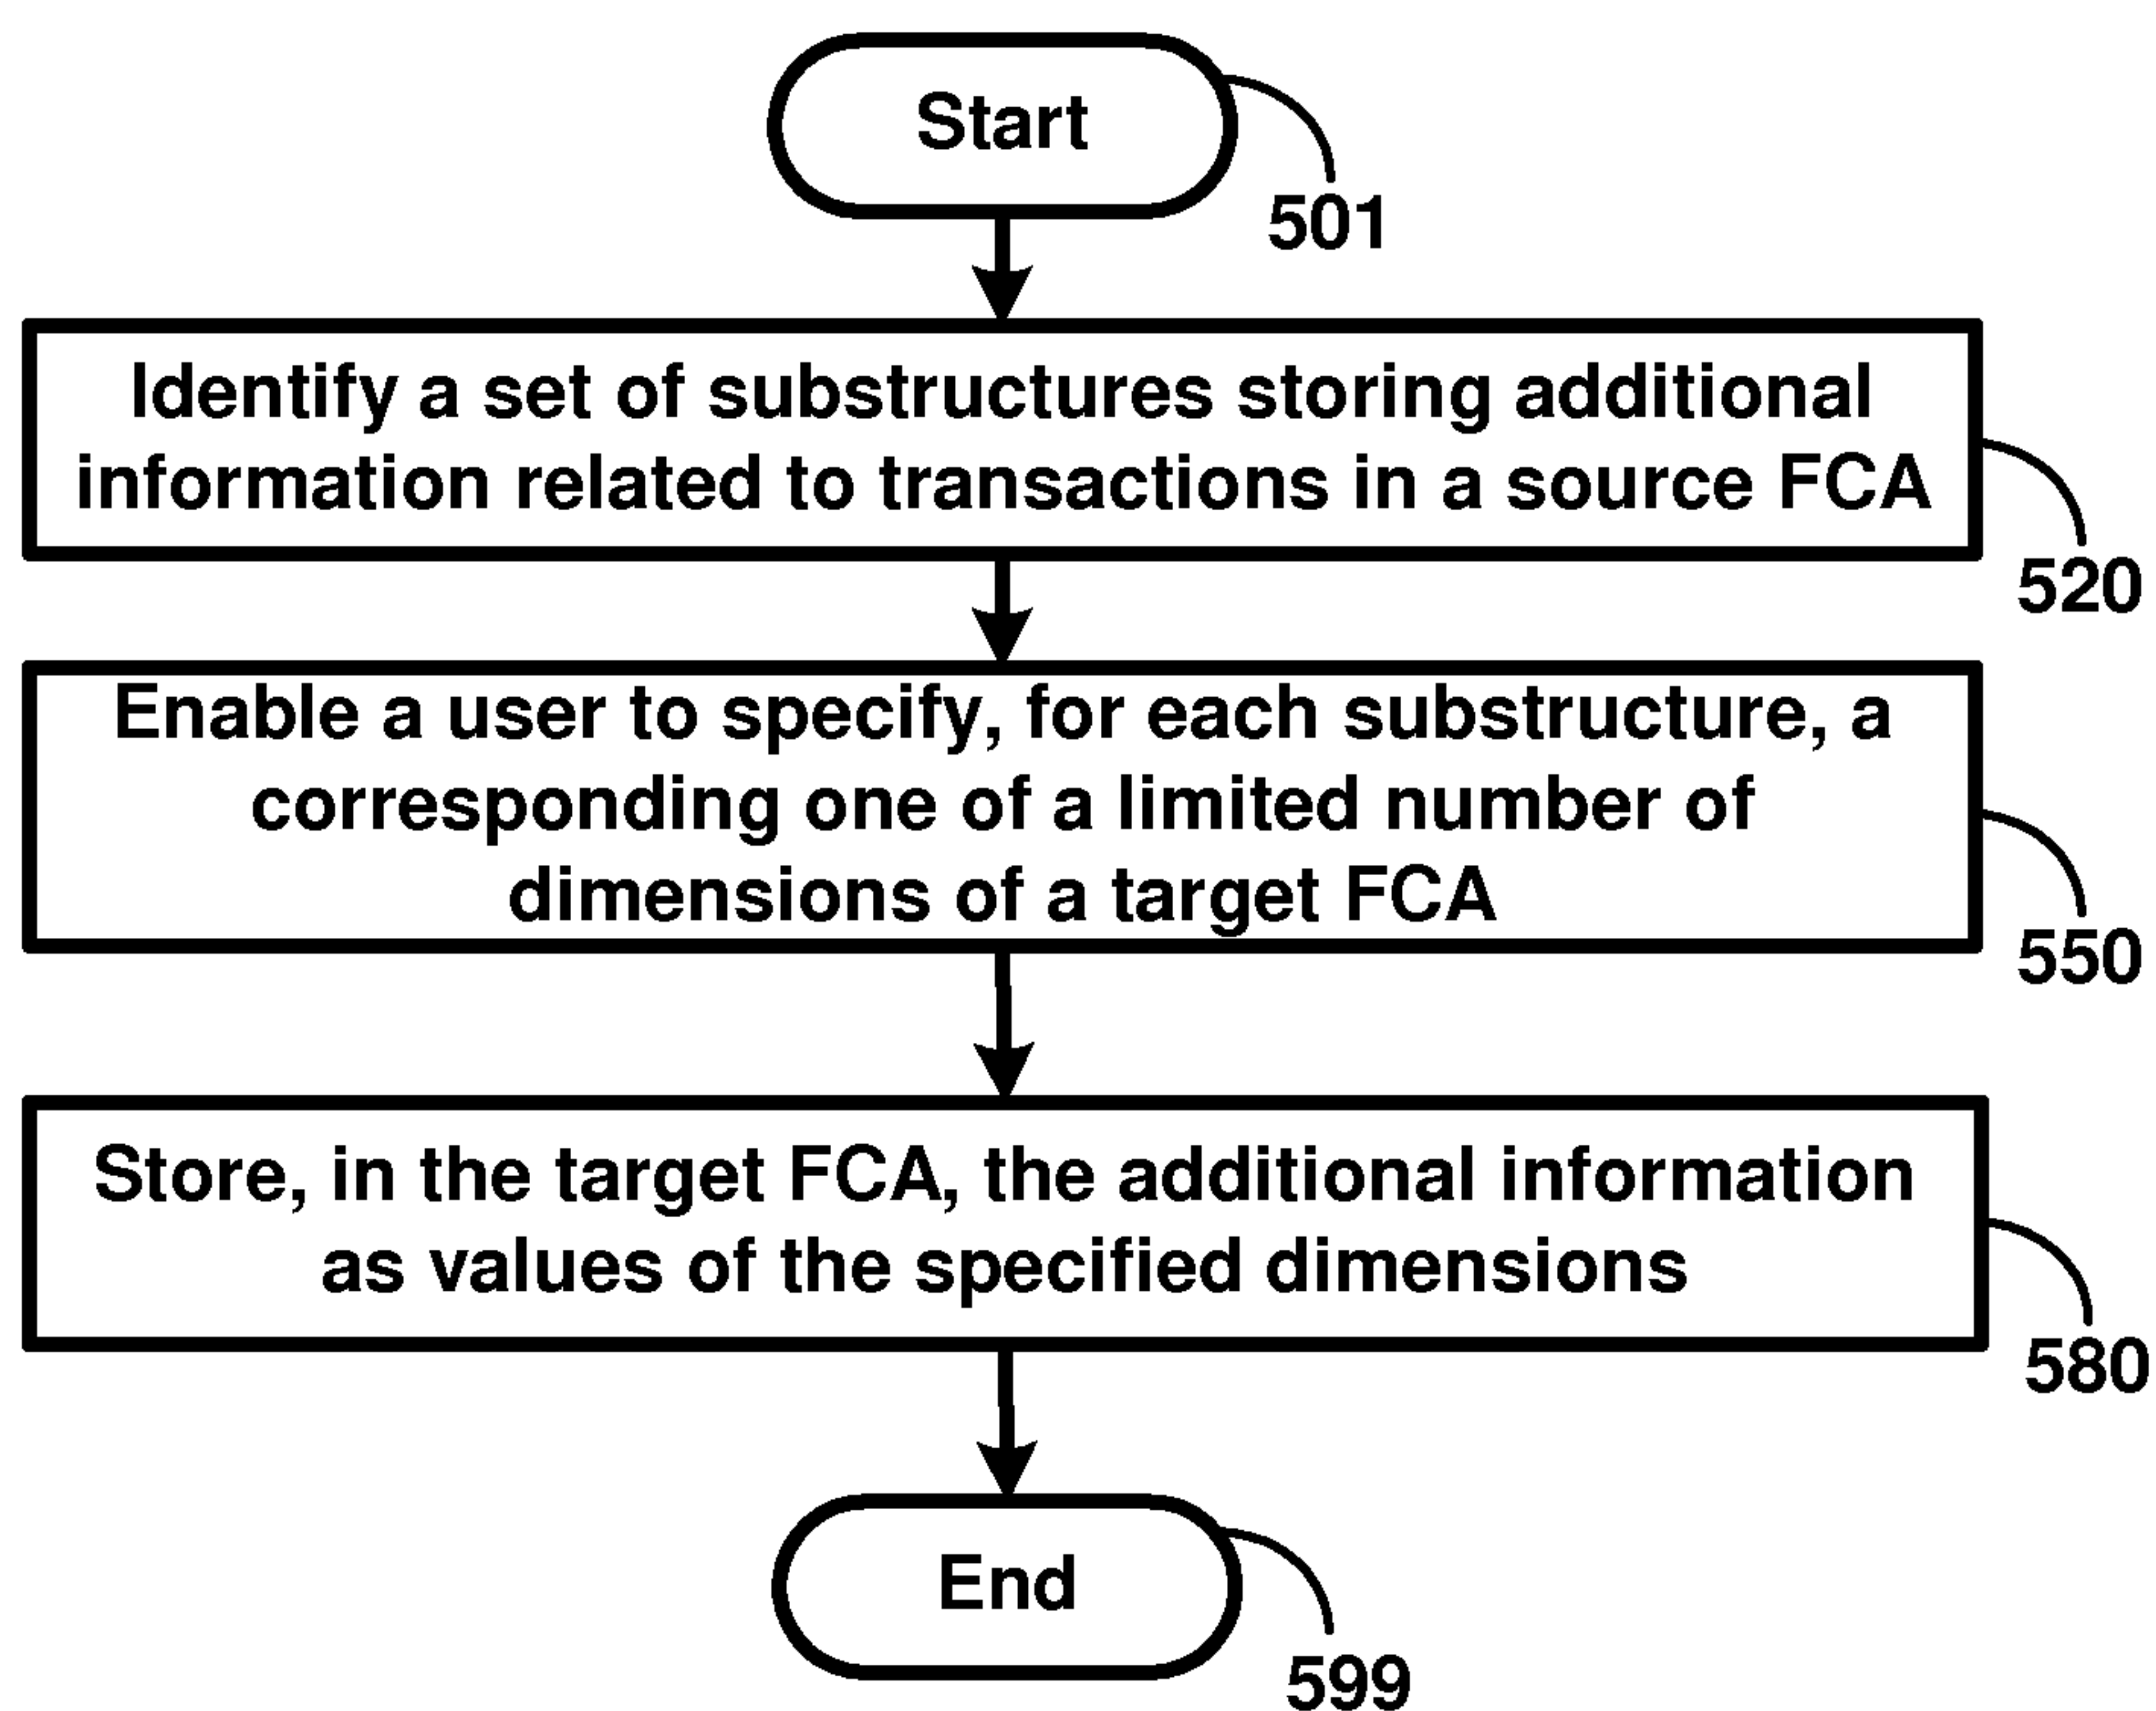 Start
501
Identify a set of substructures storing additional
information related to transactions in a source FCA
520
Enable a user to specify, for each substructure, a
corresponding one of a limited number of
dimensions of a target FCA
550
Store, in the target FCA, the additional information
as values of the specified dimensions
580
End
599